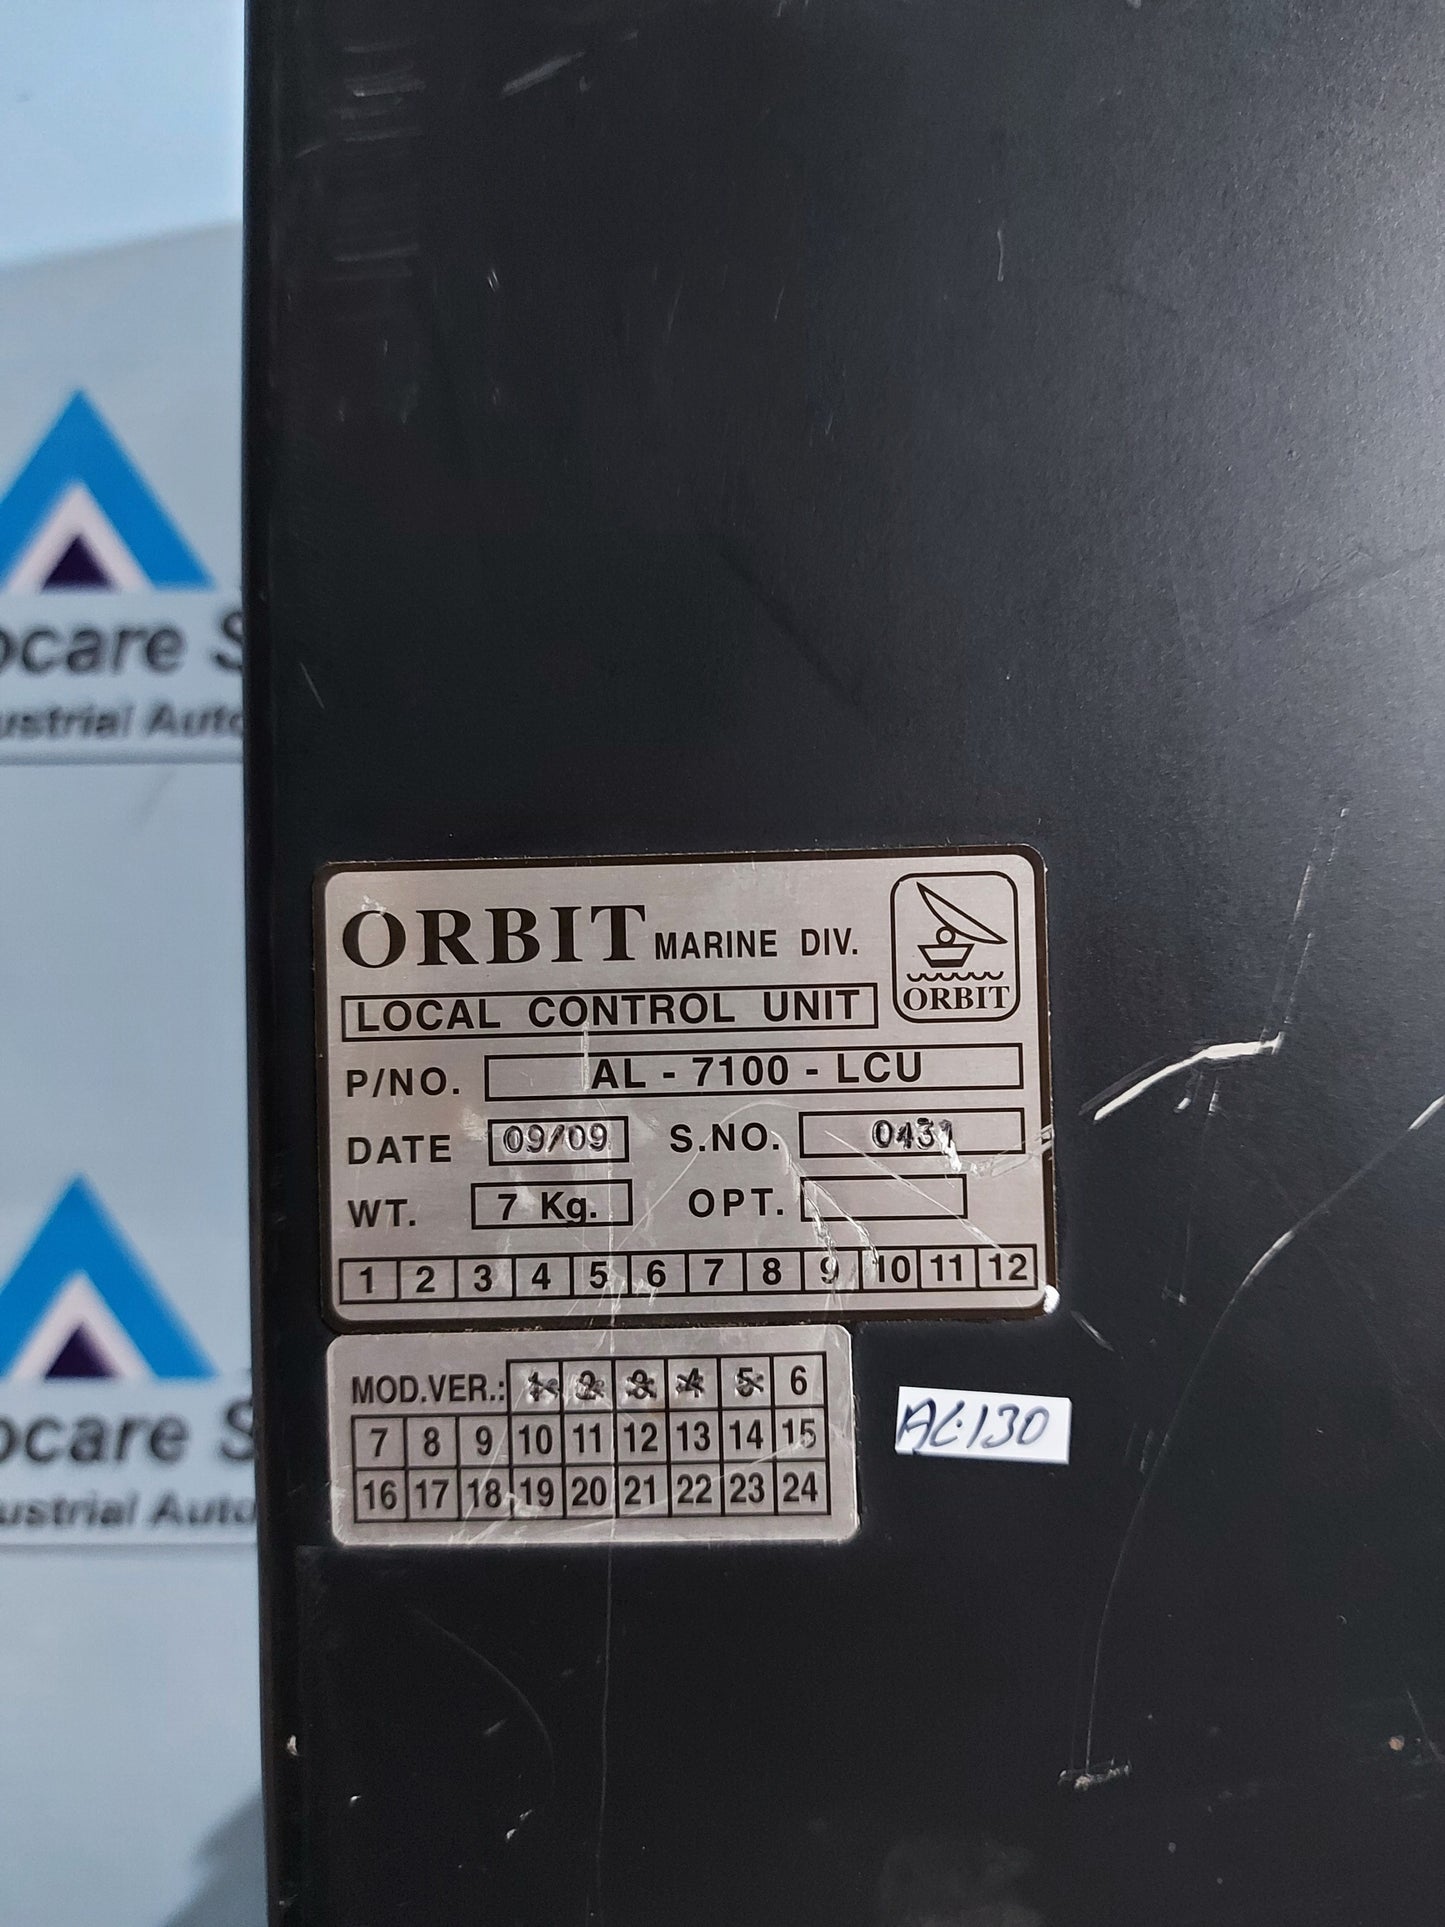 ocare S
ustrial Auto
ORBIT MARINE DIV.
ORBIT
LOCAL CONTROL UNIT
P/NO. AL - 7100 - LCU
DATE 09/09 S.NO. 0431
WT. 7 Kg. OPT.
1 2 3 4 5 6 7 8 9 10 11 12
MOD.VER.: 1 2 3 4 5 6
7 8 9 10 11 12 13 14 15
16 17 18 19 20 21 22 23 24
AC-130
ocare S
ustrial Auto